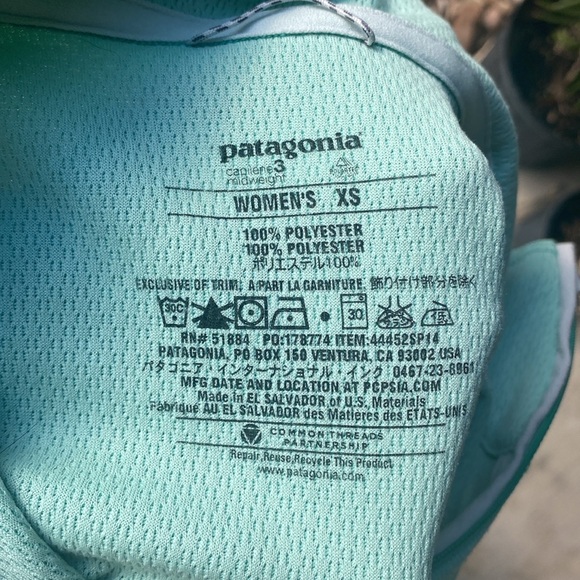 patagonia
capilene 3
midweight
WOMEN'S XS
100% POLYESTER
100% POLYESTER
ポリエステル100%
EXCLUSIVE OF TRIM. A PART LA GARNITURE. 飾り付け部分を除く
30C 30 低
RN# 51884 PO:178774 ITEM:44452SP14
PATAGONIA, PO BOX 150 VENTURA, CA 93002 USA
パタゴニア・インターナショナル・インク 0467-23-8961
MFG DATE AND LOCATION AT PCPSIA.COM
Made in EL SALVADOR of U.S. Materials
Fabriqué AU EL SALVADOR des Matieres des ETATS-UNIS
COMMON THREADS
PARTNERSHIP
Repair,Reuse,Recycle This Product
www.patagonia.com